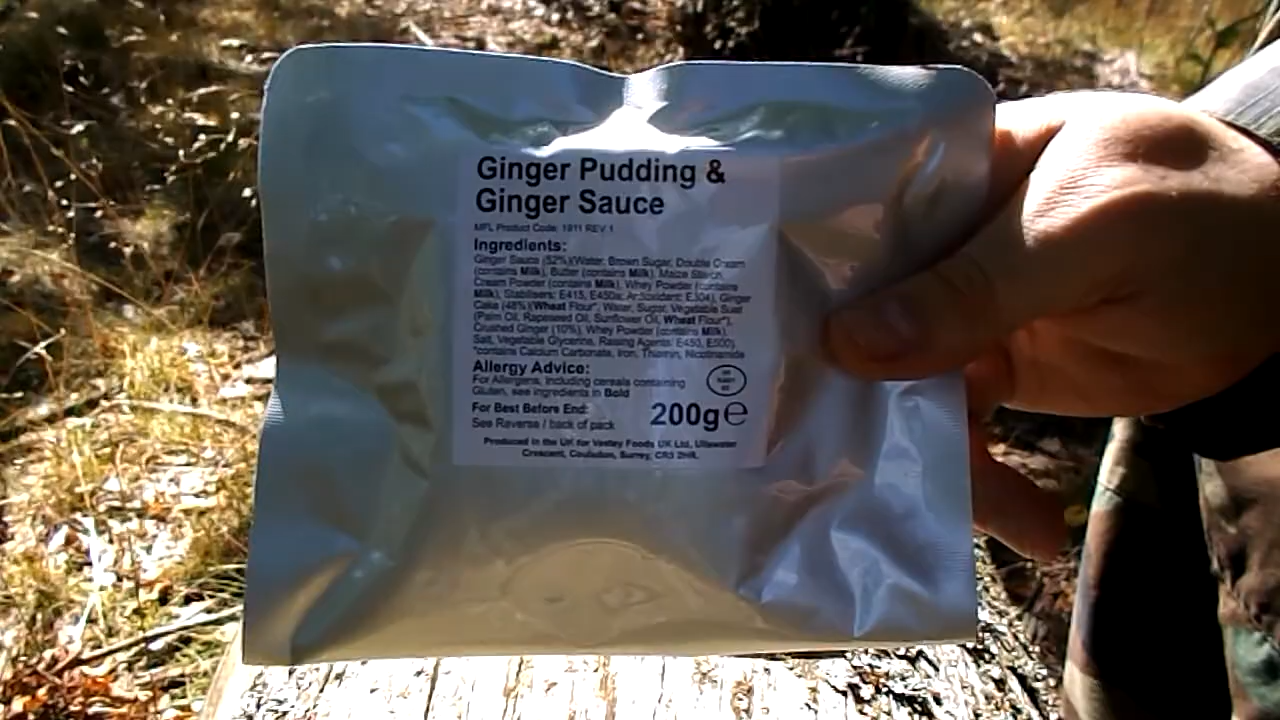 Ginger Pudding &
Ginger Sauce
MFL Product Code: 1911 REV 1
Ingredients:
Ginger Sauce (52%)(Water, Brown Sugar, Double Cream
(contains Milk), Butter (contains Milk), Maize Starch,
Cream Powder (contains Milk), Whey Powder (contains
Milk), Stabilisers: E415, E450a; Antioxidant: E304), Ginger
Cake (48%)(Wheat Flour*, Water, Sugar, Vegetable Suet
(Palm Oil, Rapeseed Oil, Sunflower Oil, Wheat Flour*),
Crushed Ginger (10%), Whey Powder (contains Milk),
Salt, Vegetable Glycerine, Raising Agents: E450, E500)
*contains Calcium Carbonate, Iron, Thiamin, Nicotinamide
Allergy Advice:
For Allergens, including cereals containing
Gluten, see ingredients in Bold
For Best Before End:
See Reverse / back of pack
200g℮
Produced in the UK for Vestey Foods UK Ltd, Ullswater
Crescent, Coulsdon, Surrey, CR5 2HR.